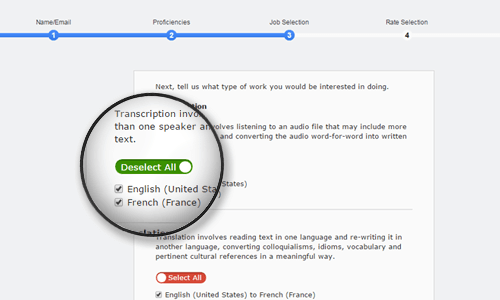 Name/Email
Proficiencies
Job Selection
Rate Selection
1
2
3
4
Next, tell us what type of work you would be interested in doing.
Transcription invo
than one speaker an
volves listening to an audio file that may include more
text.
and converting the audio word-for-word into written
Deselect All
English (United Sta
States)
French (France)
Translation involves reading text in one language and re-writing it in
another language, converting colloquialisms, idioms, vocabulary and
pertinent cultural references in a meaningful way.
Select All
English (United States) to French (France)